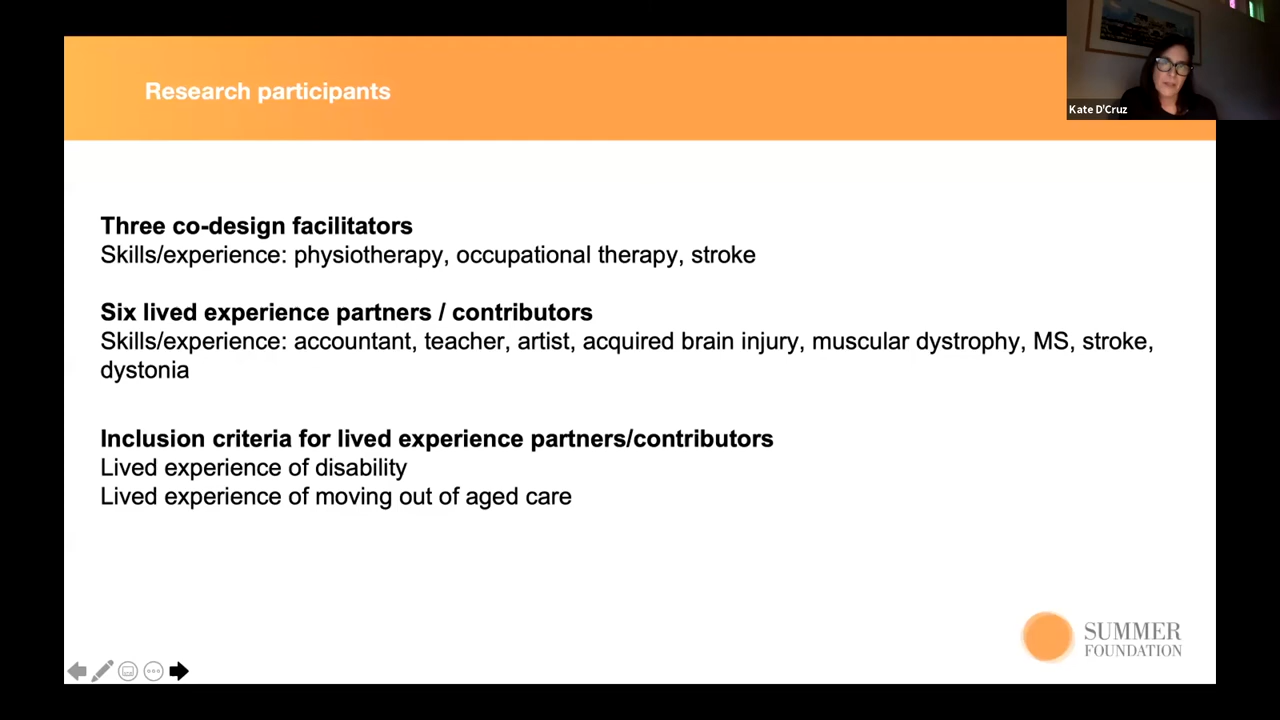 Research participants
Kate D'Cruz
Three co-design facilitators
Skills/experience: physiotherapy, occupational therapy, stroke
Six lived experience partners / contributors
Skills/experience: accountant, teacher, artist, acquired brain injury, muscular dystrophy, MS, stroke,
dystonia
Inclusion criteria for lived experience partners/contributors
Lived experience of disability
Lived experience of moving out of aged care
SUMMER
FOUNDATION